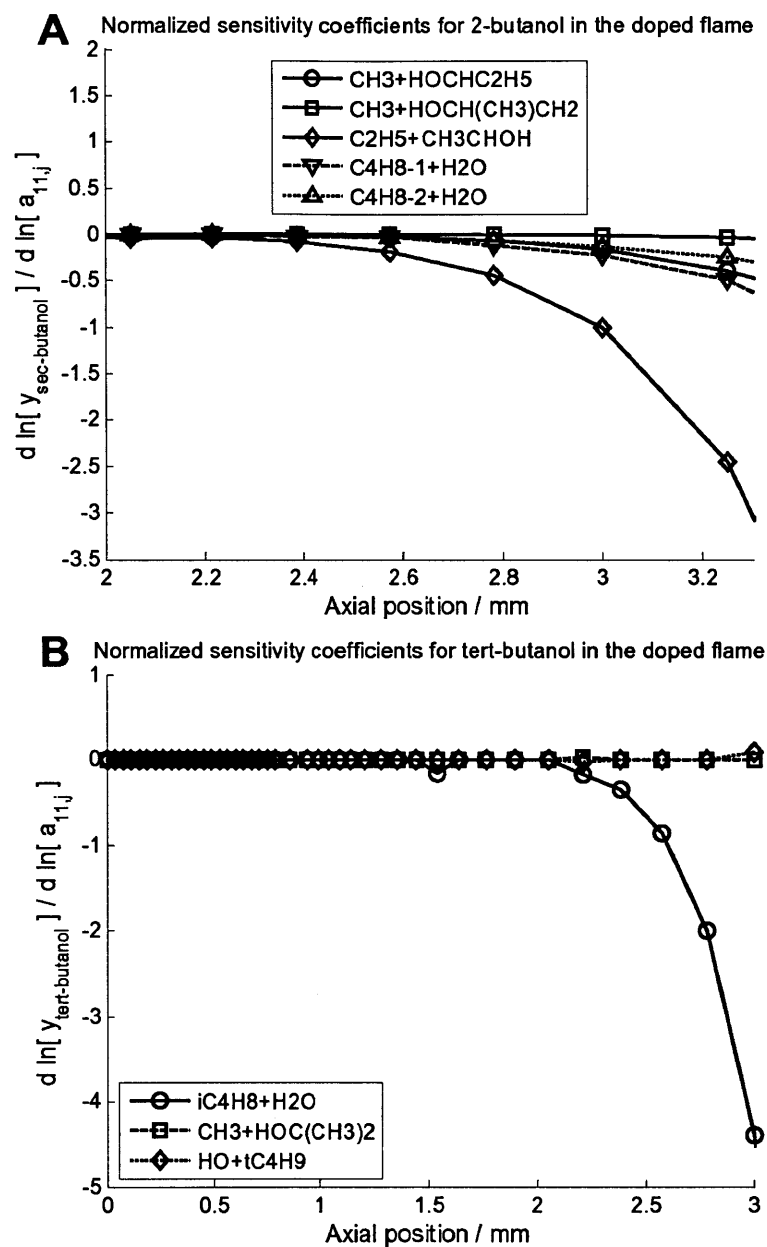 A
Normalized sensitivity coefficients for 2-butanol in the doped flame
2
1.5
1
0.5
0
-0.5
-1
-1.5
-2
-2.5
-3
-3.5
d ln[ y sec-butanol ] / d ln[ a 11,j ]
CH3+HOCHC2H5
CH3+HOCH(CH3)CH2
C2H5+CH3CHOH
C4H8-1+H2O
C4H8-2+H2O
2 2.2 2.4 2.6 2.8 3 3.2
Axial position / mm
B
Normalized sensitivity coefficients for tert-butanol in the doped flame
1
0
-1
-2
-3
-4
-5
d ln[ y tert-butanol ] / d ln[ a 11,j ]
iC4H8+H2O
CH3+HOC(CH3)2
HO+tC4H9
0 0.5 1 1.5 2 2.5 3
Axial position / mm